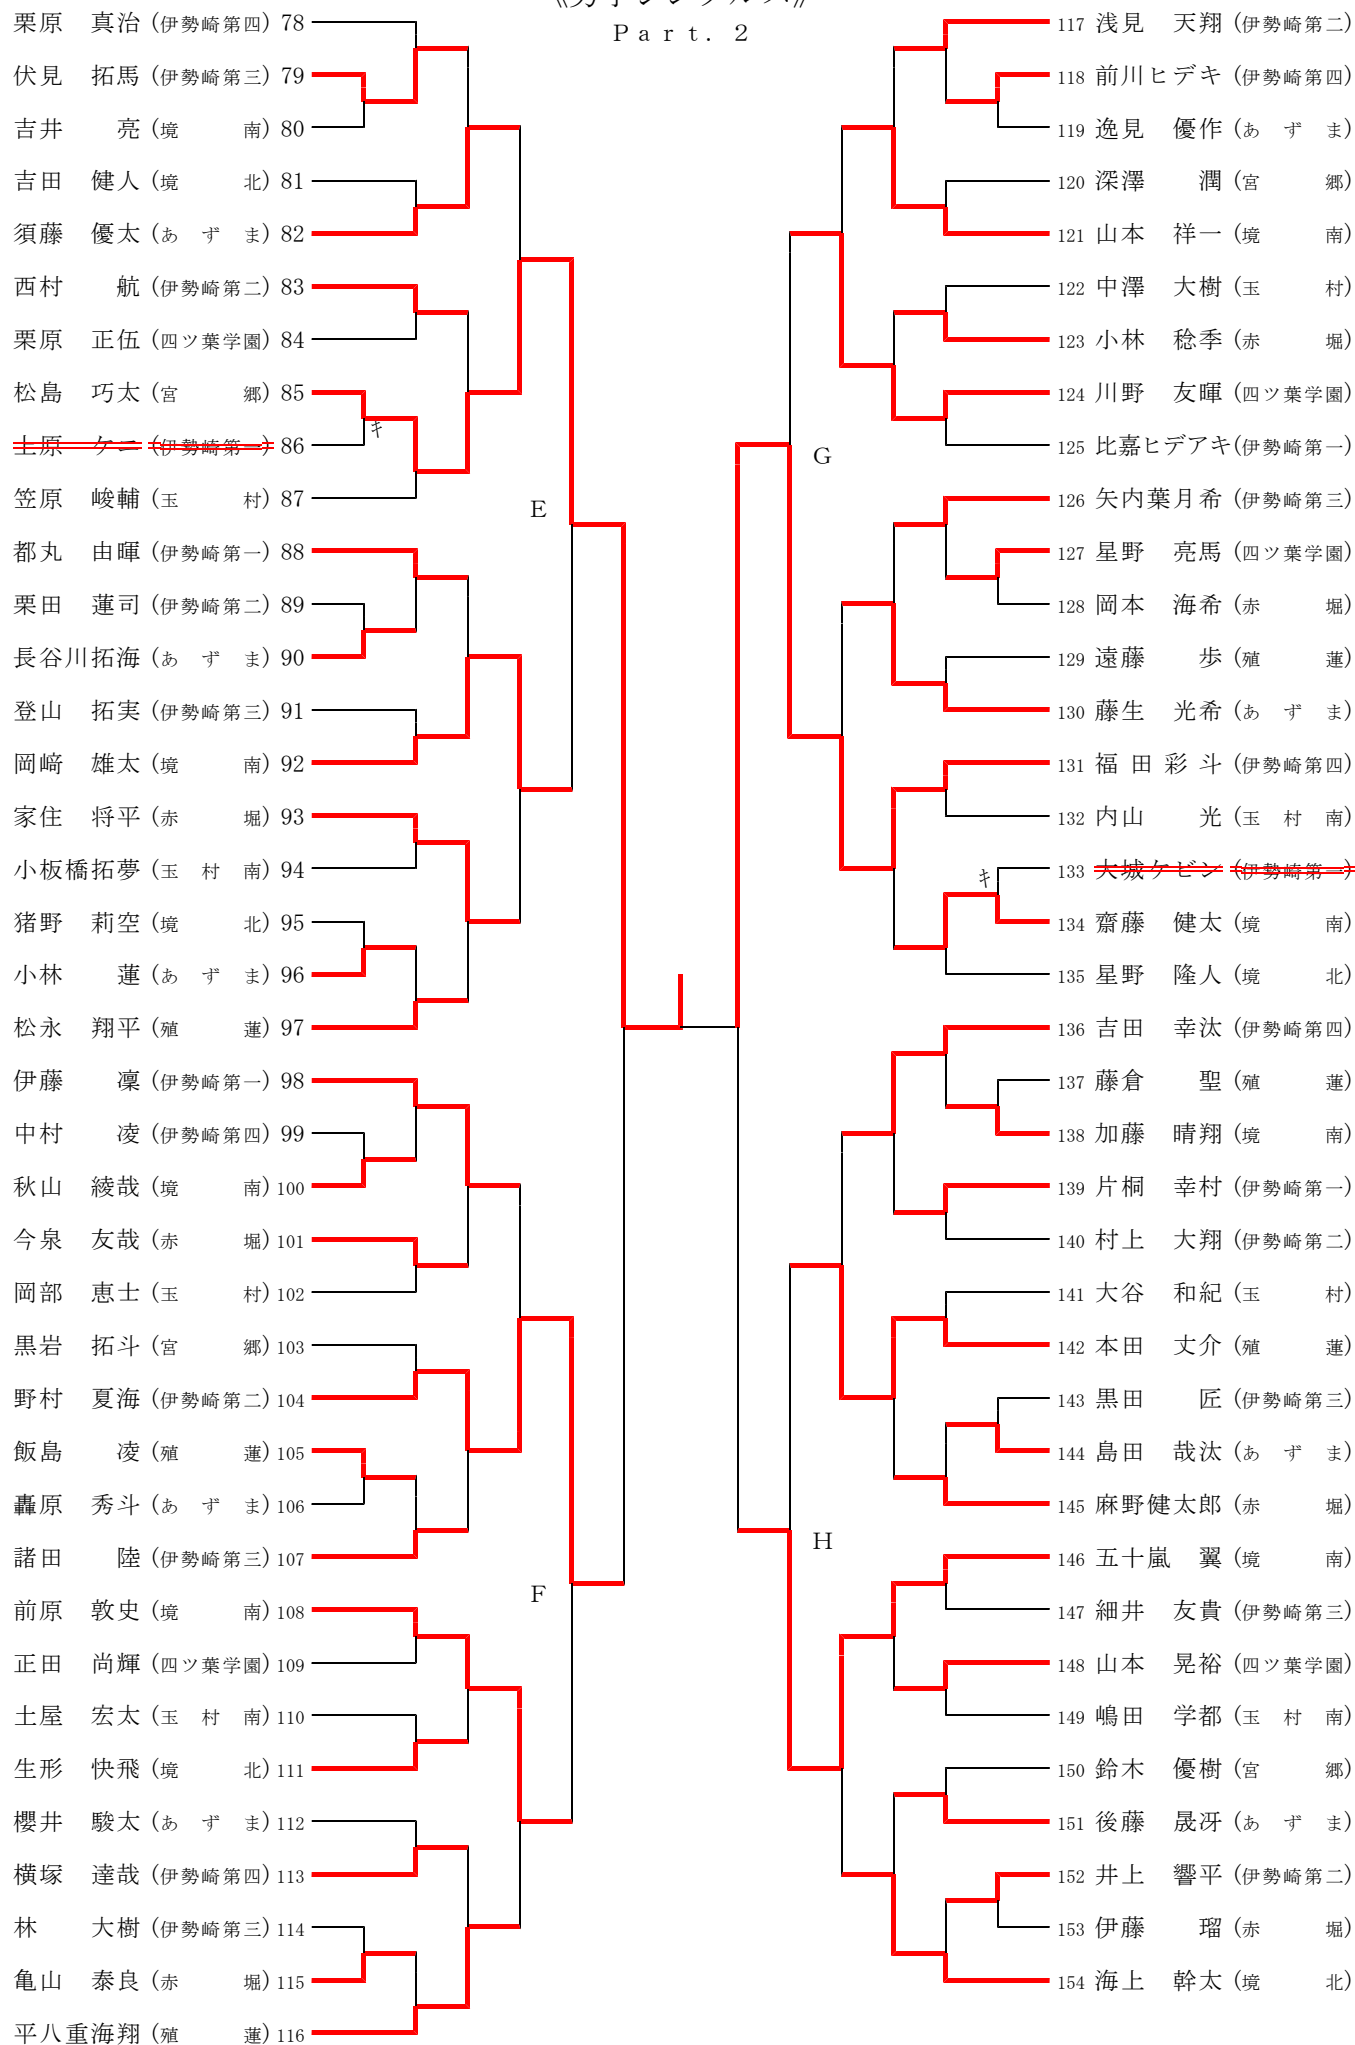 《男子シングルス》
Part. 2
栗原 真治 (伊勢崎第四) 78
伏見 拓馬 (伊勢崎第三) 79
吉井 亮 (境 南) 80
吉田 健人 (境 北) 81
須藤 優太 (あ ず ま) 82
西村 航 (伊勢崎第二) 83
栗原 正伍 (四ツ葉学園) 84
松島 巧太 (宮 郷) 85
キ
上原 ケニ (伊勢崎第一) 86
笠原 峻輔 (玉 村) 87
E
都丸 由暉 (伊勢崎第一) 88
栗田 蓮司 (伊勢崎第二) 89
長谷川拓海 (あ ず ま) 90
登山 拓実 (伊勢崎第三) 91
岡﨑 雄太 (境 南) 92
家住 将平 (赤 堀) 93
小板橋拓夢 (玉 村 南) 94
猪野 莉空 (境 北) 95
小林 蓮 (あ ず ま) 96
松永 翔平 (殖 蓮) 97
伊藤 凜 (伊勢崎第一) 98
中村 凌 (伊勢崎第四) 99
秋山 綾哉 (境 南) 100
今泉 友哉 (赤 堀) 101
岡部 恵士 (玉 村) 102
黒岩 拓斗 (宮 郷) 103
野村 夏海 (伊勢崎第二) 104
飯島 凌 (殖 蓮) 105
轟原 秀斗 (あ ず ま) 106
諸田 陸 (伊勢崎第三) 107
F
前原 敦史 (境 南) 108
正田 尚輝 (四ツ葉学園) 109
土屋 宏太 (玉 村 南) 110
生形 快飛 (境 北) 111
櫻井 駿太 (あ ず ま) 112
横塚 達哉 (伊勢崎第四) 113
林 大樹 (伊勢崎第三) 114
亀山 泰良 (赤 堀) 115
平八重海翔 (殖 蓮) 116
117 浅見 天翔 (伊勢崎第二)
118 前川ヒデキ (伊勢崎第四)
119 逸見 優作 (あ ず ま)
120 深澤 潤 (宮 郷)
121 山本 祥一 (境 南)
122 中澤 大樹 (玉 村)
123 小林 稔季 (赤 堀)
124 川野 友暉 (四ツ葉学園)
125 比嘉ヒデアキ(伊勢崎第一)
G
126 矢内葉月希 (伊勢崎第三)
127 星野 亮馬 (四ツ葉学園)
128 岡本 海希 (赤 堀)
129 遠藤 歩 (殖 蓮)
130 藤生 光希 (あ ず ま)
131 福田彩斗 (伊勢崎第四)
132 内山 光 (玉 村 南)
キ
133 大城ケビン (伊勢崎第一)
134 齋藤 健太 (境 南)
135 星野 隆人 (境 北)
136 吉田 幸汰 (伊勢崎第四)
137 藤倉 聖 (殖 蓮)
138 加藤 晴翔 (境 南)
139 片桐 幸村 (伊勢崎第一)
140 村上 大翔 (伊勢崎第二)
141 大谷 和紀 (玉 村)
142 本田 丈介 (殖 蓮)
143 黒田 匠 (伊勢崎第三)
144 島田 哉汰 (あ ず ま)
145 麻野健太郎 (赤 堀)
H
146 五十嵐 翼 (境 南)
147 細井 友貴 (伊勢崎第三)
148 山本 晃裕 (四ツ葉学園)
149 嶋田 学都 (玉 村 南)
150 鈴木 優樹 (宮 郷)
151 後藤 晟冴 (あ ず ま)
152 井上 響平 (伊勢崎第二)
153 伊藤 瑠 (赤 堀)
154 海上 幹太 (境 北)